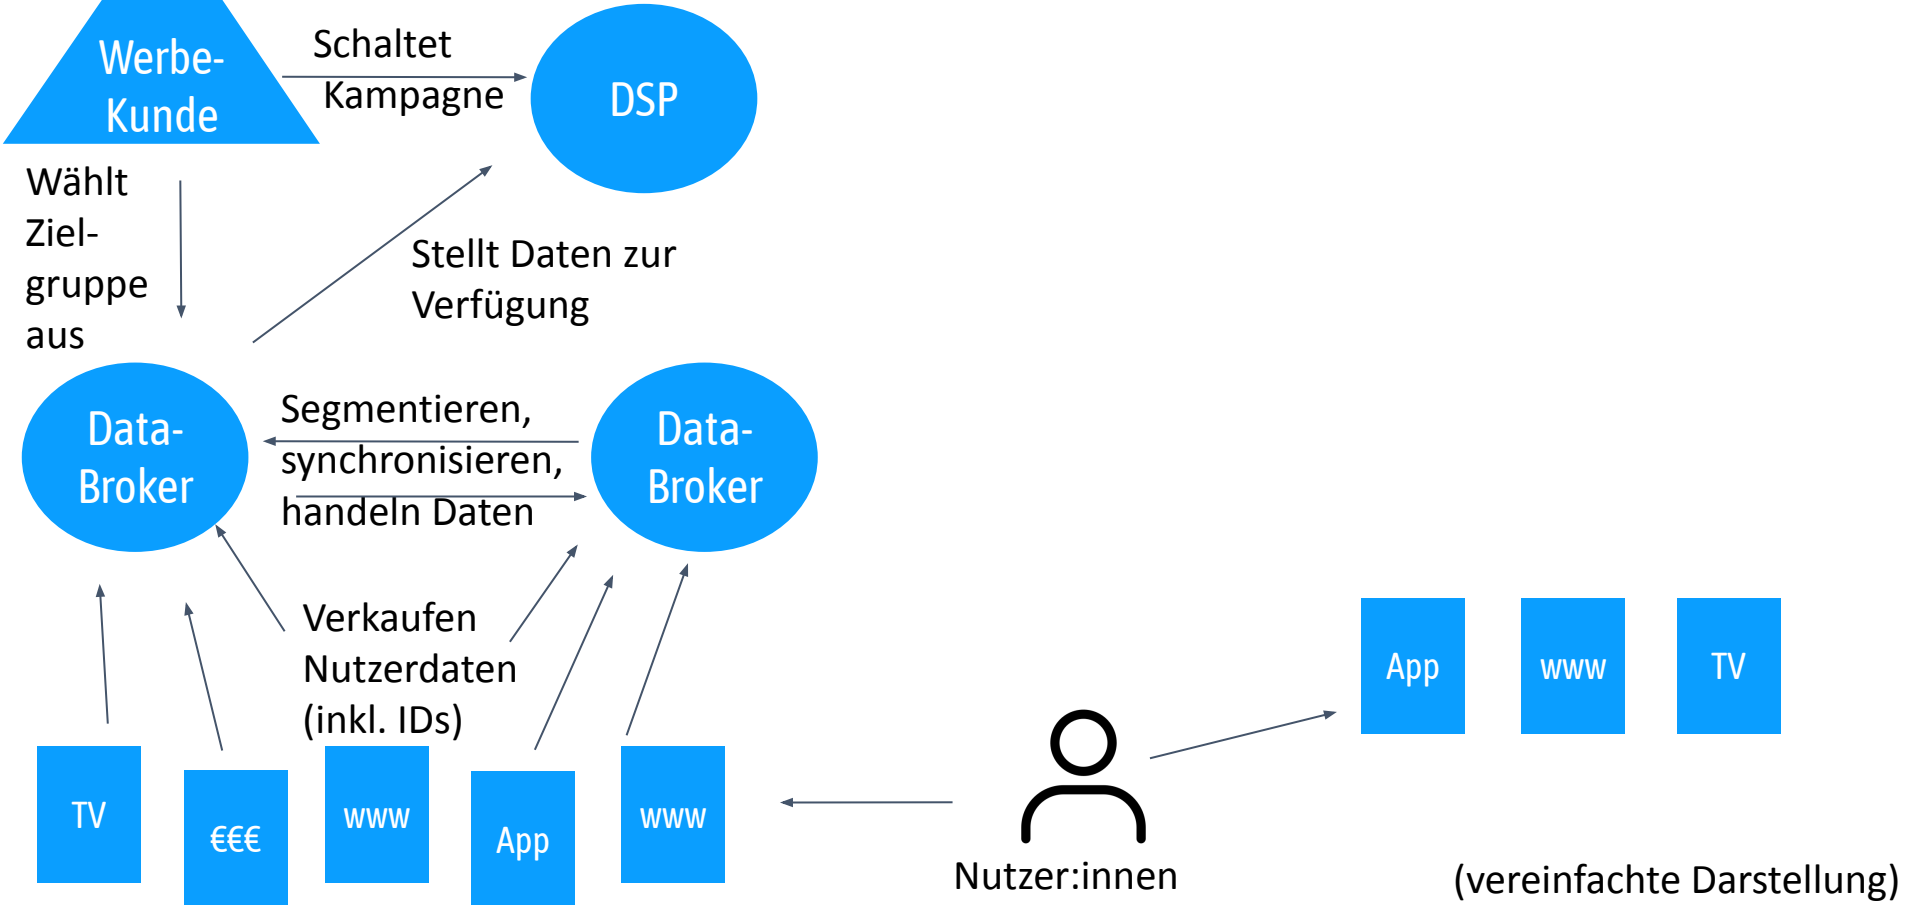 Werbe-
Kunde
Schaltet
Kampagne
DSP
Wählt
Ziel-
gruppe
aus
Stellt Daten zur
Verfügung
Data-
Broker
Segmentieren,
synchronisieren,
handeln Daten
Data-
Broker
Verkaufen
Nutzerdaten
(inkl. IDs)
TV
€€€
www
App
www
Nutzer:innen
App
www
TV
(vereinfachte Darstellung)